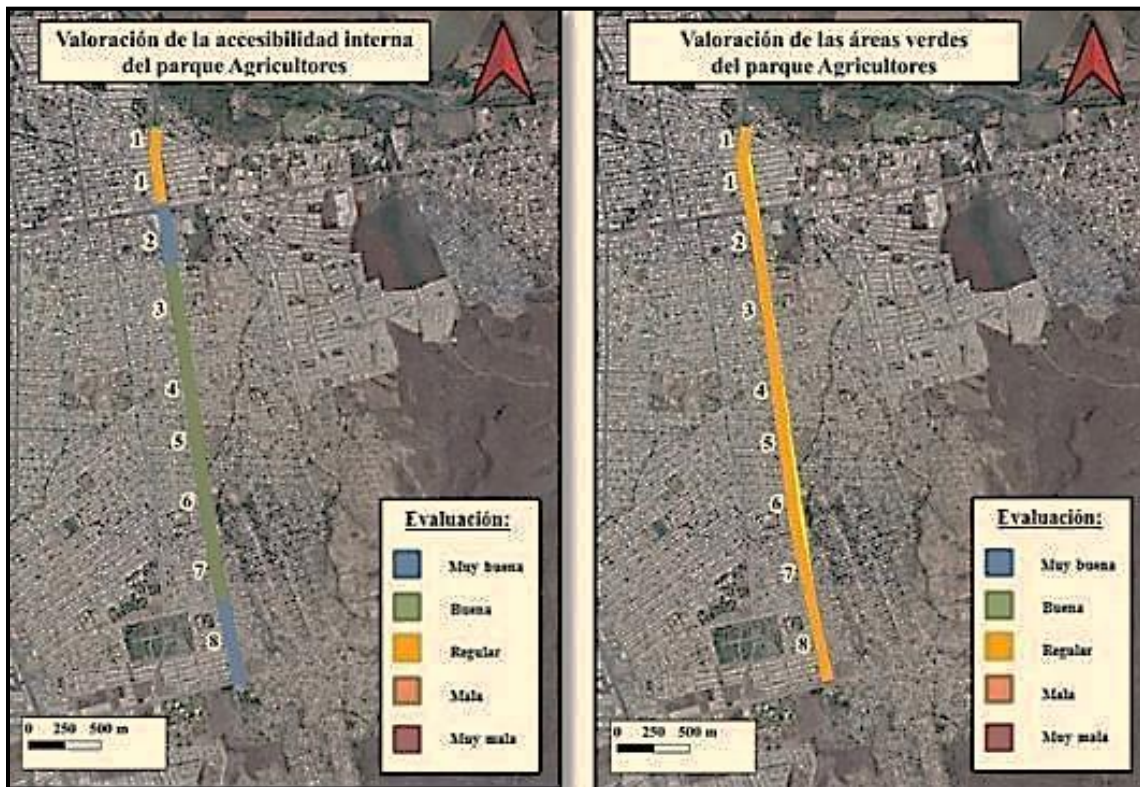 Valoración de la accesibilidad interna
del parque Agricultores
1
1
2
3
4
5
6
7
8
Evaluación:
Muy buena
Buena
Regular
Mala
Muy mala
0 250 500 m
Valoración de las áreas verdes
del parque Agricultores
1
1
2
3
4
5
6
7
8
Evaluación:
Muy buena
Buena
Regular
Mala
Muy mala
0 250 500 m